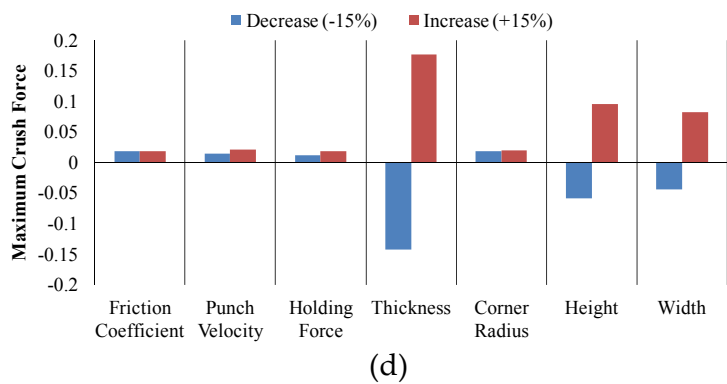 Decrease (-15%) Increase (+15%)
Maximum Crush Force
0.2
0.15
0.1
0.05
0
-0.05
-0.1
-0.15
-0.2
Friction Coefficient
Punch Velocity
Holding Force
Thickness
Corner Radius
Height
Width
(d)